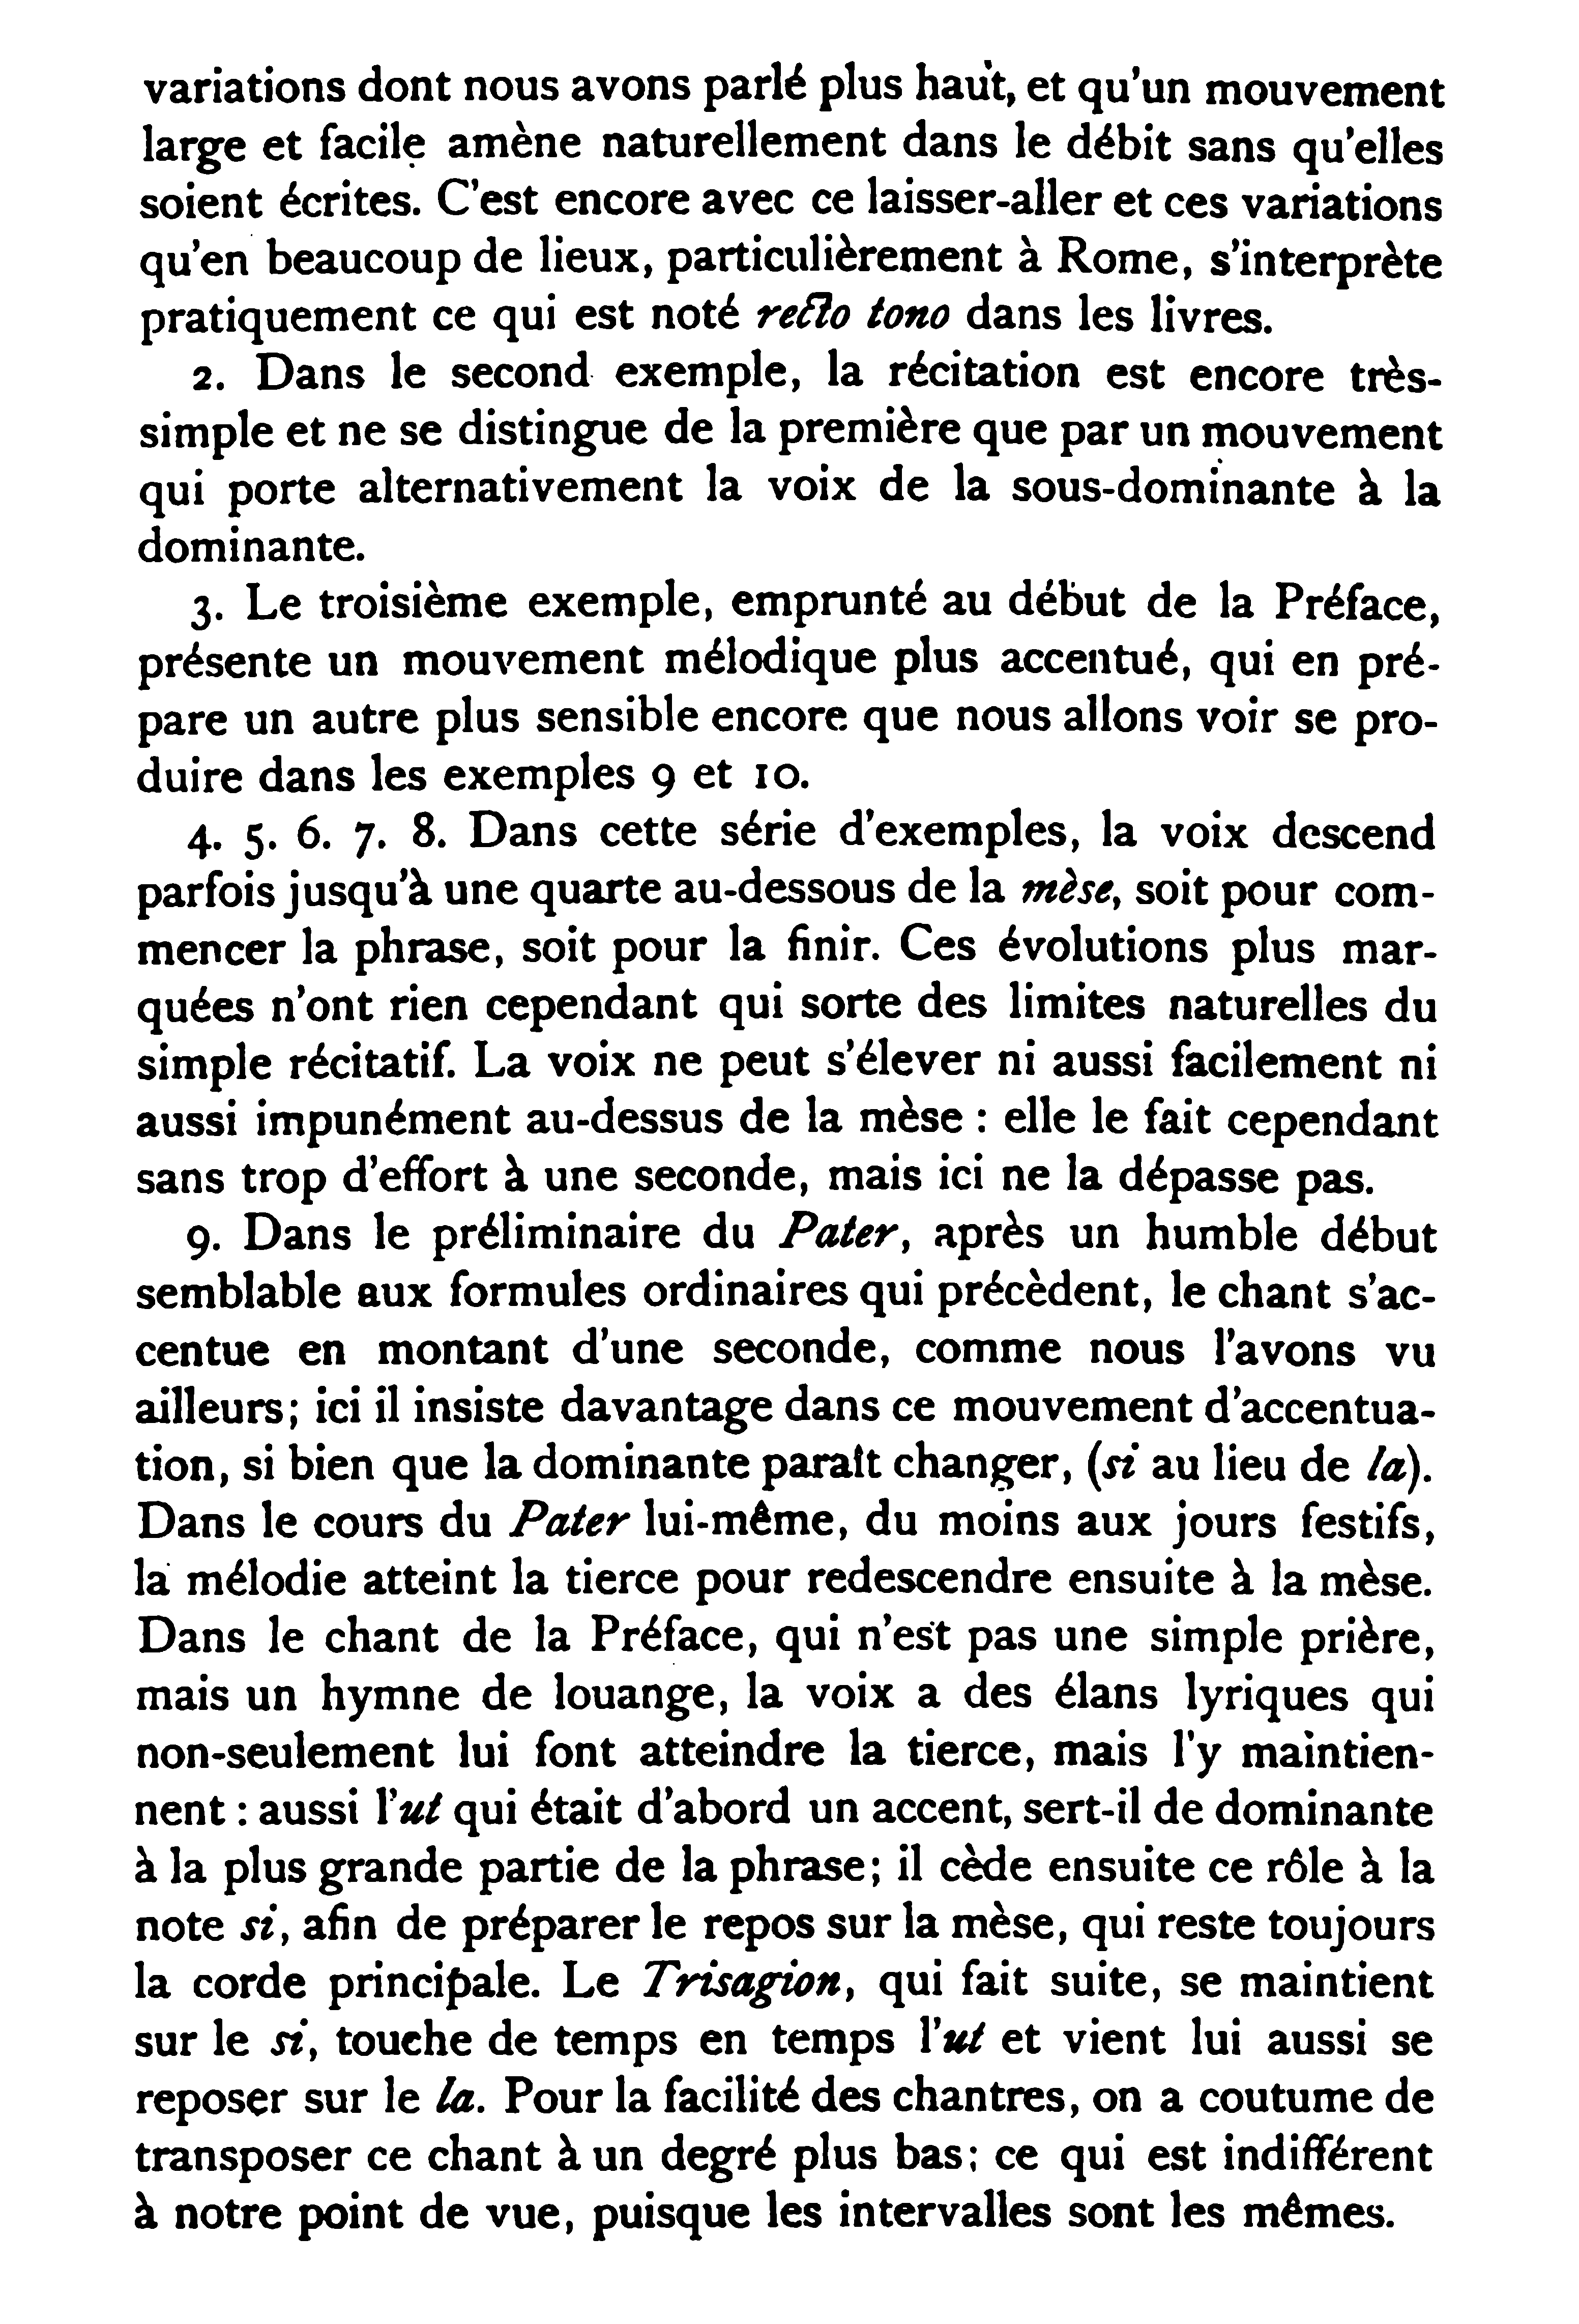 variations dont nous avons parlé plus haut, et qu'un mouvement
large et facile amène naturellement dans le débit sans qu'elles
soient écrites. C'est encore avec ce laisser-aller et ces variations
qu'en beaucoup de lieux, particulièrement à Rome, s'interprète
pratiquement ce qui est noté recto tono dans les livres.
2. Dans le second exemple, la récitation est encore très-
simple et ne se distingue de la première que par un mouvement
qui porte alternativement la voix de la sous-dominante à la
dominante.
3. Le troisième exemple, emprunté au début de la Préface,
présente un mouvement mélodique plus accentué, qui en pré-
pare un autre plus sensible encore que nous allons voir se pro-
duire dans les exemples 9 et 10.
4. 5. 6. 7. 8. Dans cette série d'exemples, la voix descend
parfois jusqu'à une quarte au-dessous de la mèse, soit pour com-
mencer la phrase, soit pour la finir. Ces évolutions plus mar-
quées n'ont rien cependant qui sorte des limites naturelles du
simple récitatif. La voix ne peut s'élever ni aussi facilement ni
aussi impunément au-dessus de la mèse : elle le fait cependant
sans trop d'effort à une seconde, mais ici ne la dépasse pas.
9. Dans le préliminaire du Pater, après un humble début
semblable aux formules ordinaires qui précèdent, le chant s'ac-
centue en montant d'une seconde, comme nous l'avons vu
ailleurs; ici il insiste davantage dans ce mouvement d'accentua-
tion, si bien que la dominante paraît changer, (si au lieu de la).
Dans le cours du Pater lui-même, du moins aux jours festifs,
la mélodie atteint la tierce pour redescendre ensuite à la mèse.
Dans le chant de la Préface, qui n'est pas une simple prière,
mais un hymne de louange, la voix a des élans lyriques qui
non-seulement lui font atteindre la tierce, mais l'y maintien-
nent : aussi l'ut qui était d'abord un accent, sert-il de dominante
à la plus grande partie de la phrase; il cède ensuite ce rôle à la
note si, afin de préparer le repos sur la mèse, qui reste toujours
la corde principale. Le Trisagion, qui fait suite, se maintient
sur le si, touche de temps en temps l'ut et vient lui aussi se
reposer sur le la. Pour la facilité des chantres, on a coutume de
transposer ce chant à un degré plus bas; ce qui est indifférent
à notre point de vue, puisque les intervalles sont les mêmes.